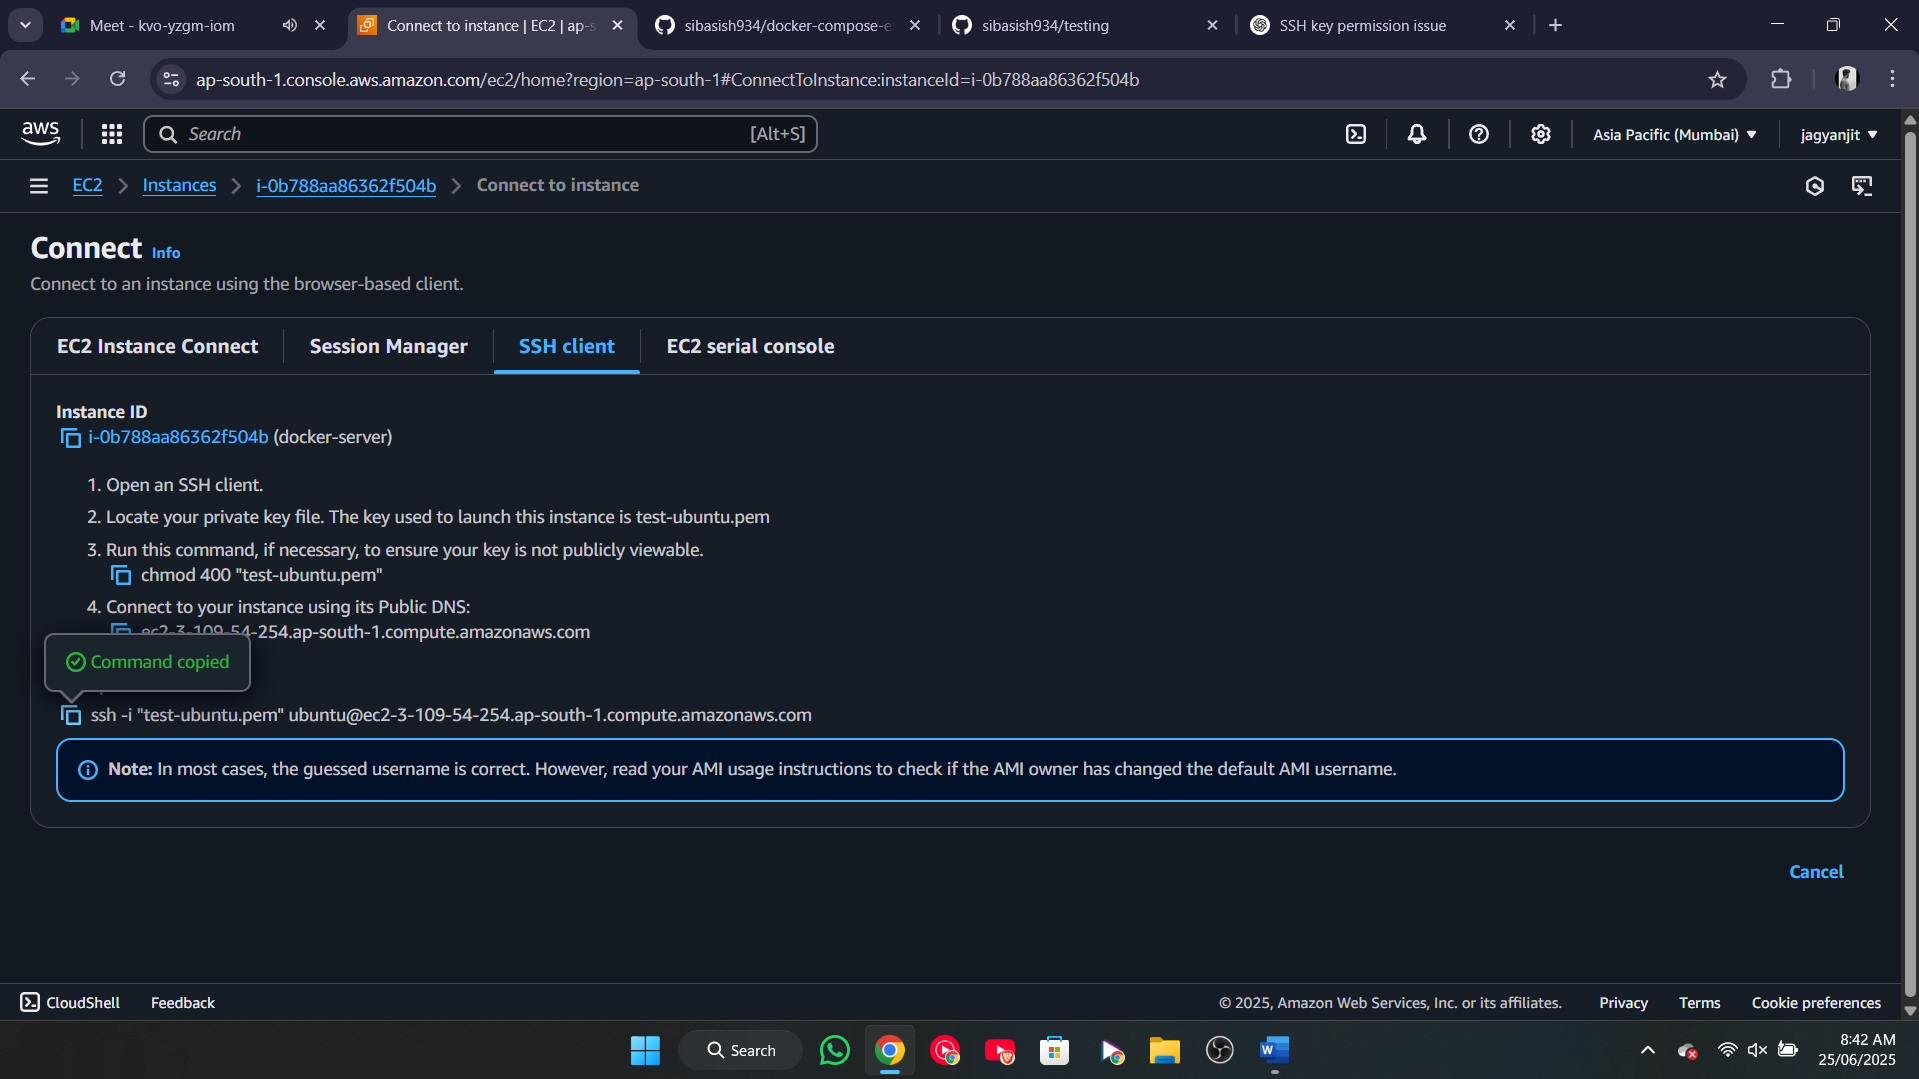 Meet - kvo-yzgm-iom
Connect to instance | EC2 | ap-s
sibasish934/docker-compose-e
sibasish934/testing
SSH key permission issue
ap-south-1.console.aws.amazon.com/ec2/home?region=ap-south-1#ConnectToInstance:instanceId=i-0b788aa86362f504b
aws
Search
[Alt+S]
Asia Pacific (Mumbai)
jagyanjit
EC2
Instances
i-0b788aa86362f504b
Connect to instance
Connect Info
Connect to an instance using the browser-based client.
EC2 Instance Connect
Session Manager
SSH client
EC2 serial console
Instance ID
i-0b788aa86362f504b (docker-server)
1. Open an SSH client.
2. Locate your private key file. The key used to launch this instance is test-ubuntu.pem
3. Run this command, if necessary, to ensure your key is not publicly viewable.
chmod 400 "test-ubuntu.pem"
4. Connect to your instance using its Public DNS:
ec2-3-109-54-254.ap-south-1.compute.amazonaws.com
Command copied
ssh -i "test-ubuntu.pem" ubuntu@ec2-3-109-54-254.ap-south-1.compute.amazonaws.com
Note: In most cases, the guessed username is correct. However, read your AMI usage instructions to check if the AMI owner has changed the default AMI username.
Cancel
CloudShell
Feedback
© 2025, Amazon Web Services, Inc. or its affiliates.
Privacy
Terms
Cookie preferences
Search
8:42 AM
25/06/2025